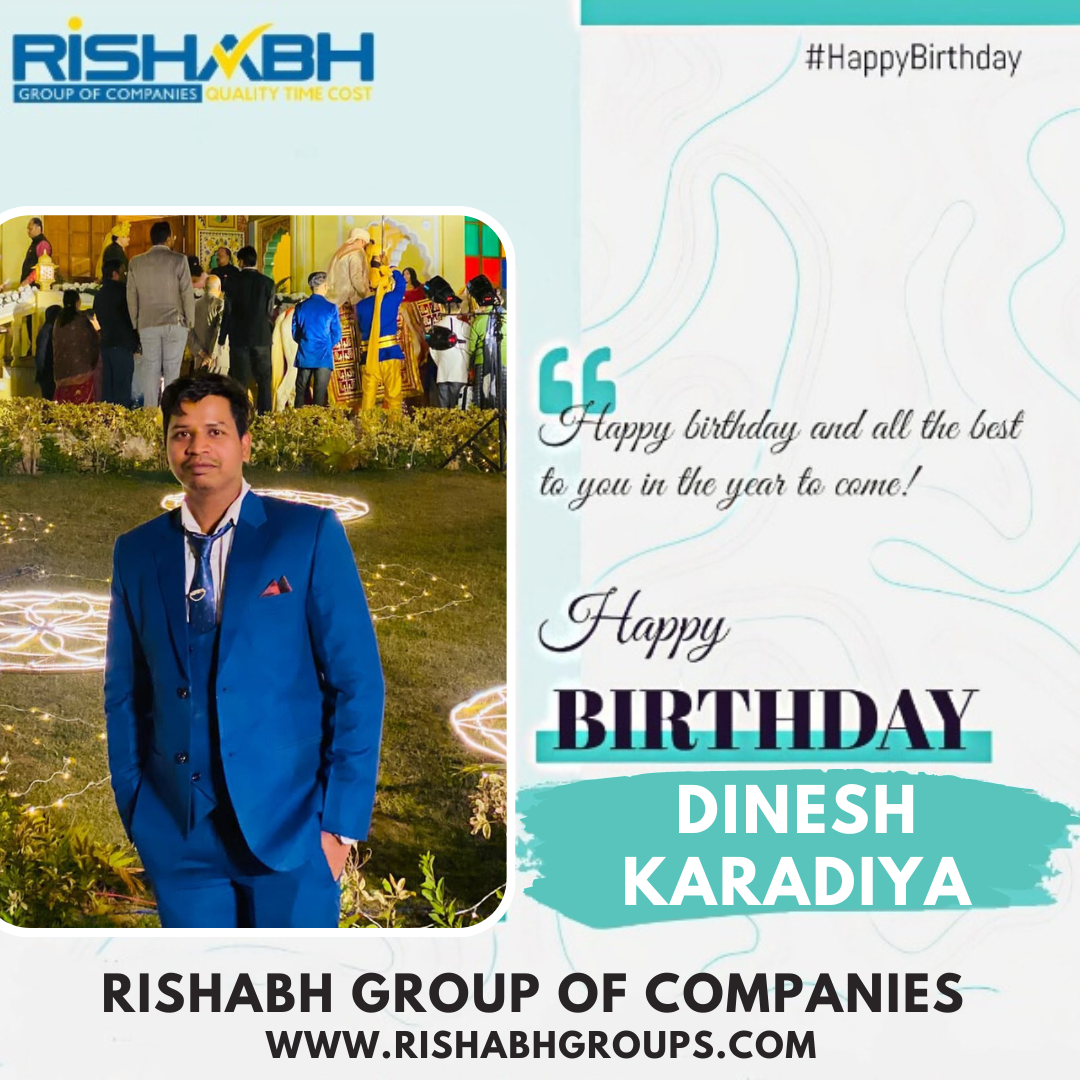 RISHABH
GROUP OF COMPANIES QUALITY TIME COST
#HappyBirthday
Happy birthday and all the best
to you in the year to come!
Happy
BIRTHDAY
DINESH
KARADIYA
RISHABH GROUP OF COMPANIES
WWW.RISHABHGROUPS.COM